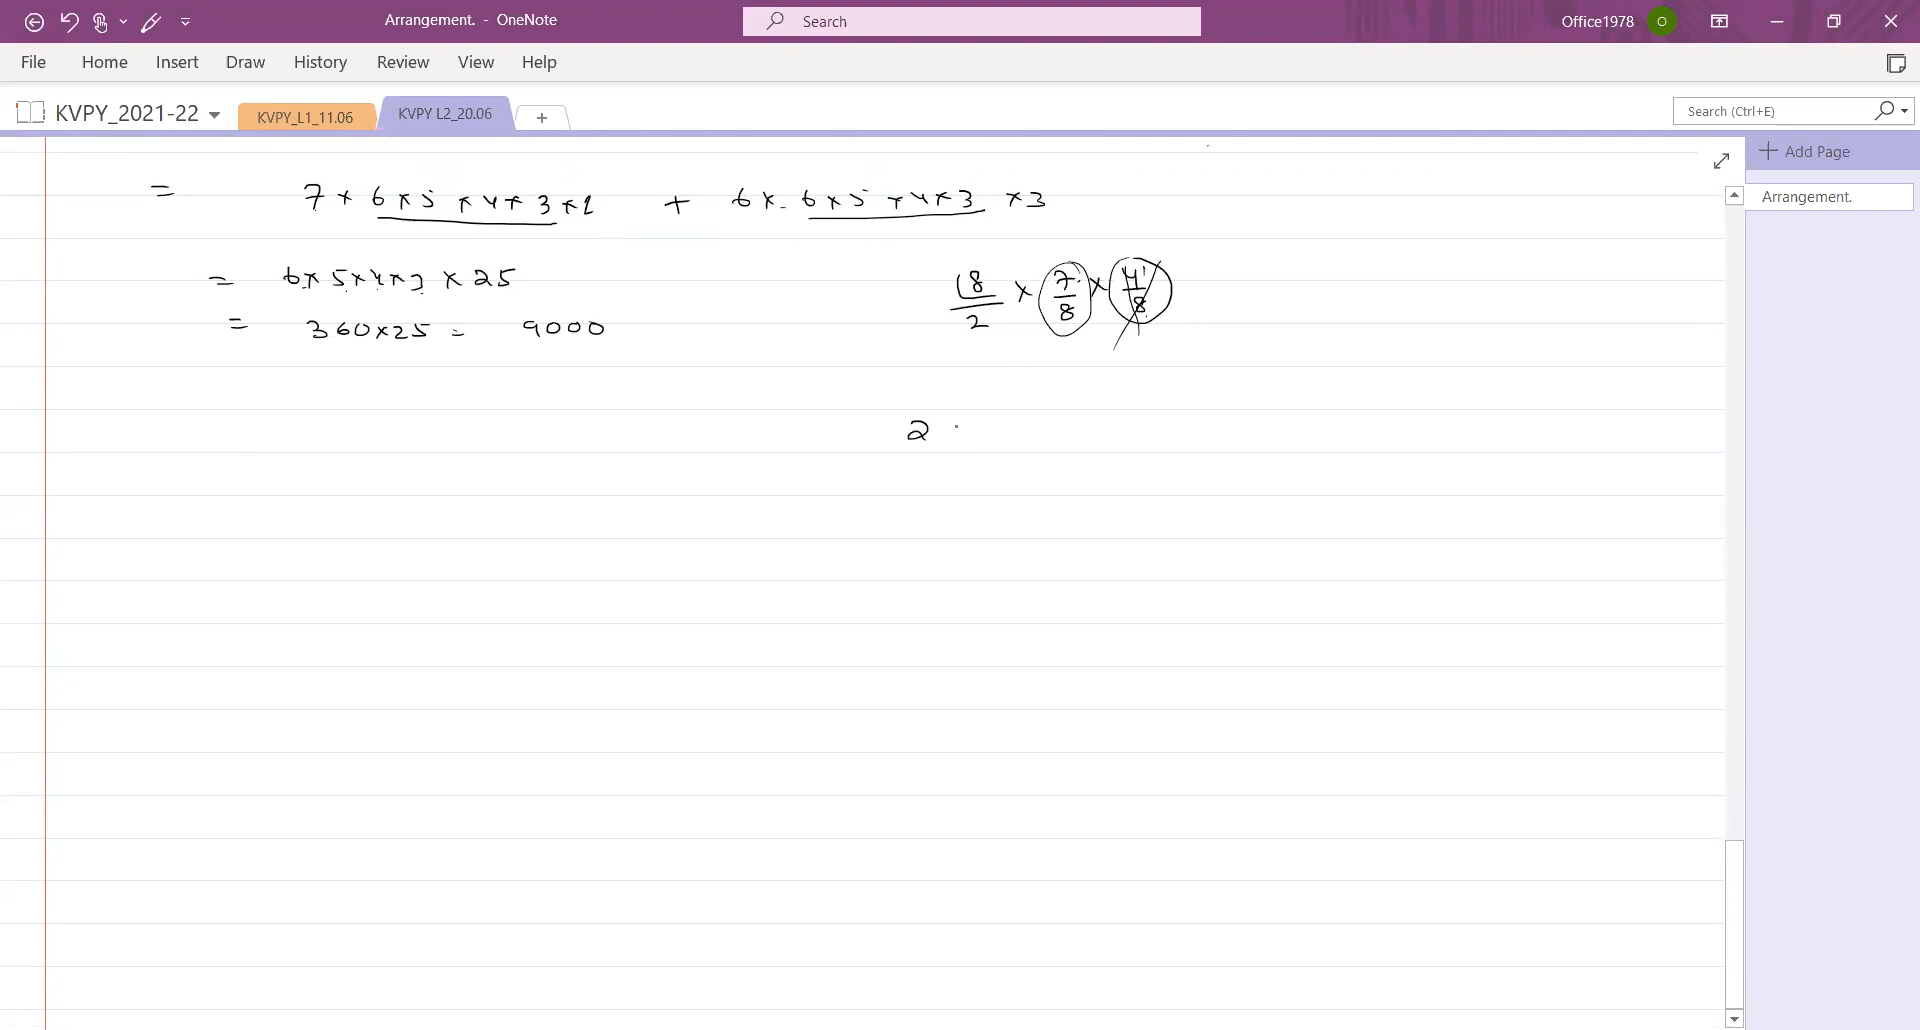 Arrangement. - OneNote
Search
Office1978
O
File Home Insert Draw History Review View Help
KVPY_2021-22
KVPY_L1_11.06
KVPY L2_20.06
+
Search (Ctrl+E)
Add Page
Arrangement.
= 7 × 6 × 5 × 4 × 3 × 1 + 6 × 6 × 5 × 4 × 3 × 3
= 6 × 5 × 4 × 3 × 25
= 360 × 25 = 9000
18/2 × 7/8 × 4/8
2